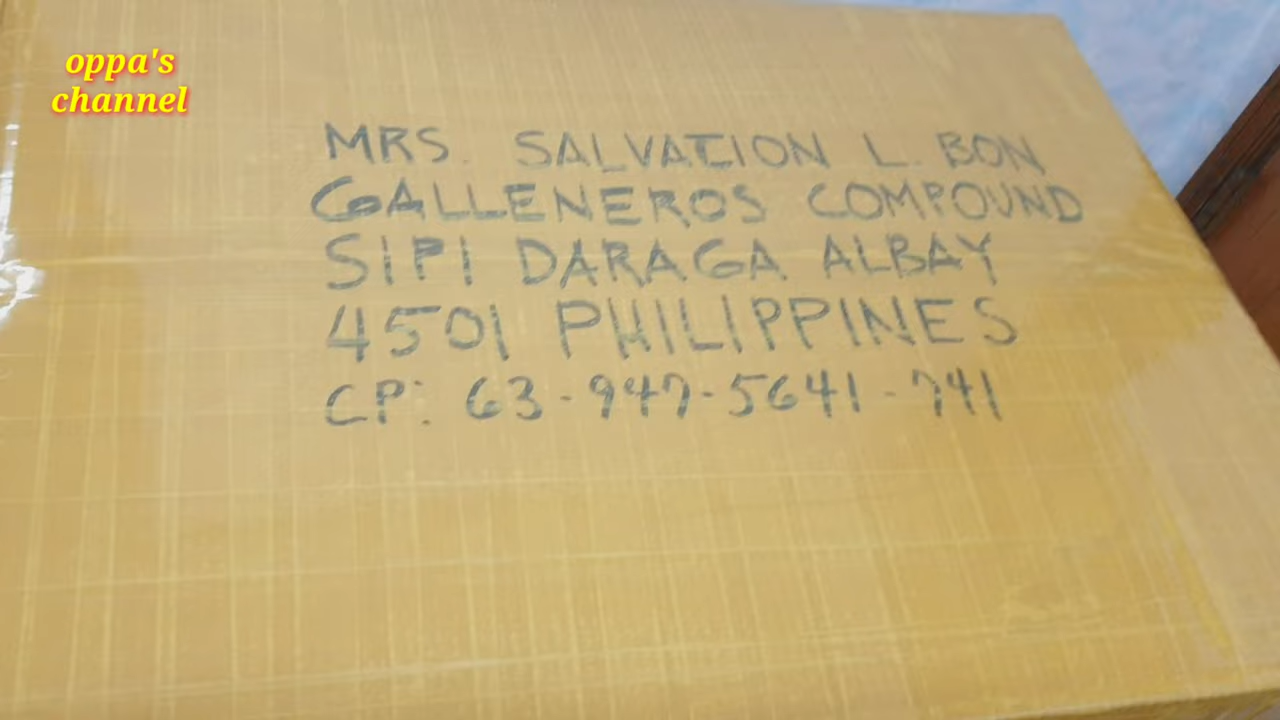 oppa's
channel
MRS. SALVATION L. BON
GALLENEROS COMPOUND
SIPI DARAGA ALBAY
4501 PHILIPPINES
CP: 63-947-5641-741